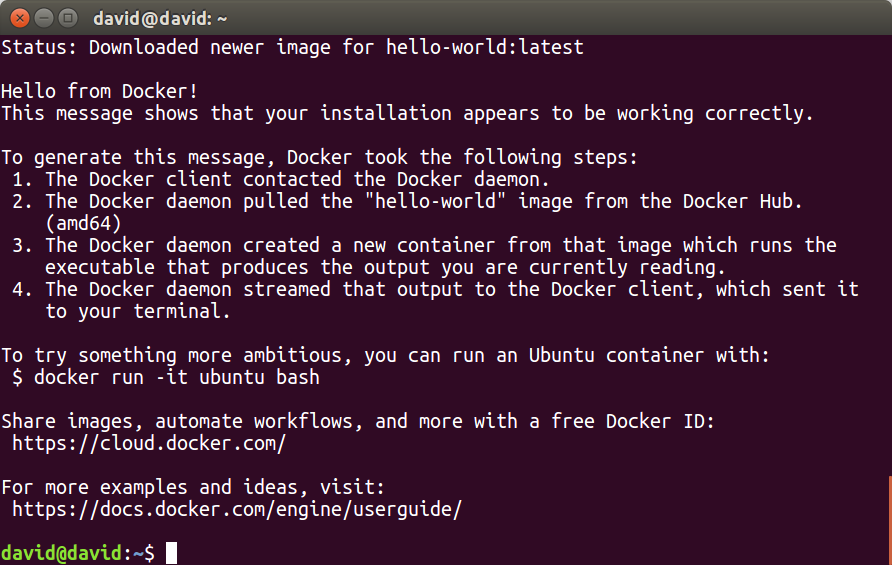 david@david: ~
Status: Downloaded newer image for hello-world:latest
Hello from Docker!
This message shows that your installation appears to be working correctly.
To generate this message, Docker took the following steps:
1. The Docker client contacted the Docker daemon.
2. The Docker daemon pulled the "hello-world" image from the Docker Hub.
(amd64)
3. The Docker daemon created a new container from that image which runs the
executable that produces the output you are currently reading.
4. The Docker daemon streamed that output to the Docker client, which sent it
to your terminal.
To try something more ambitious, you can run an Ubuntu container with:
$ docker run -it ubuntu bash
Share images, automate workflows, and more with a free Docker ID:
https://cloud.docker.com/
For more examples and ideas, visit:
https://docs.docker.com/engine/userguide/
david@david:~$